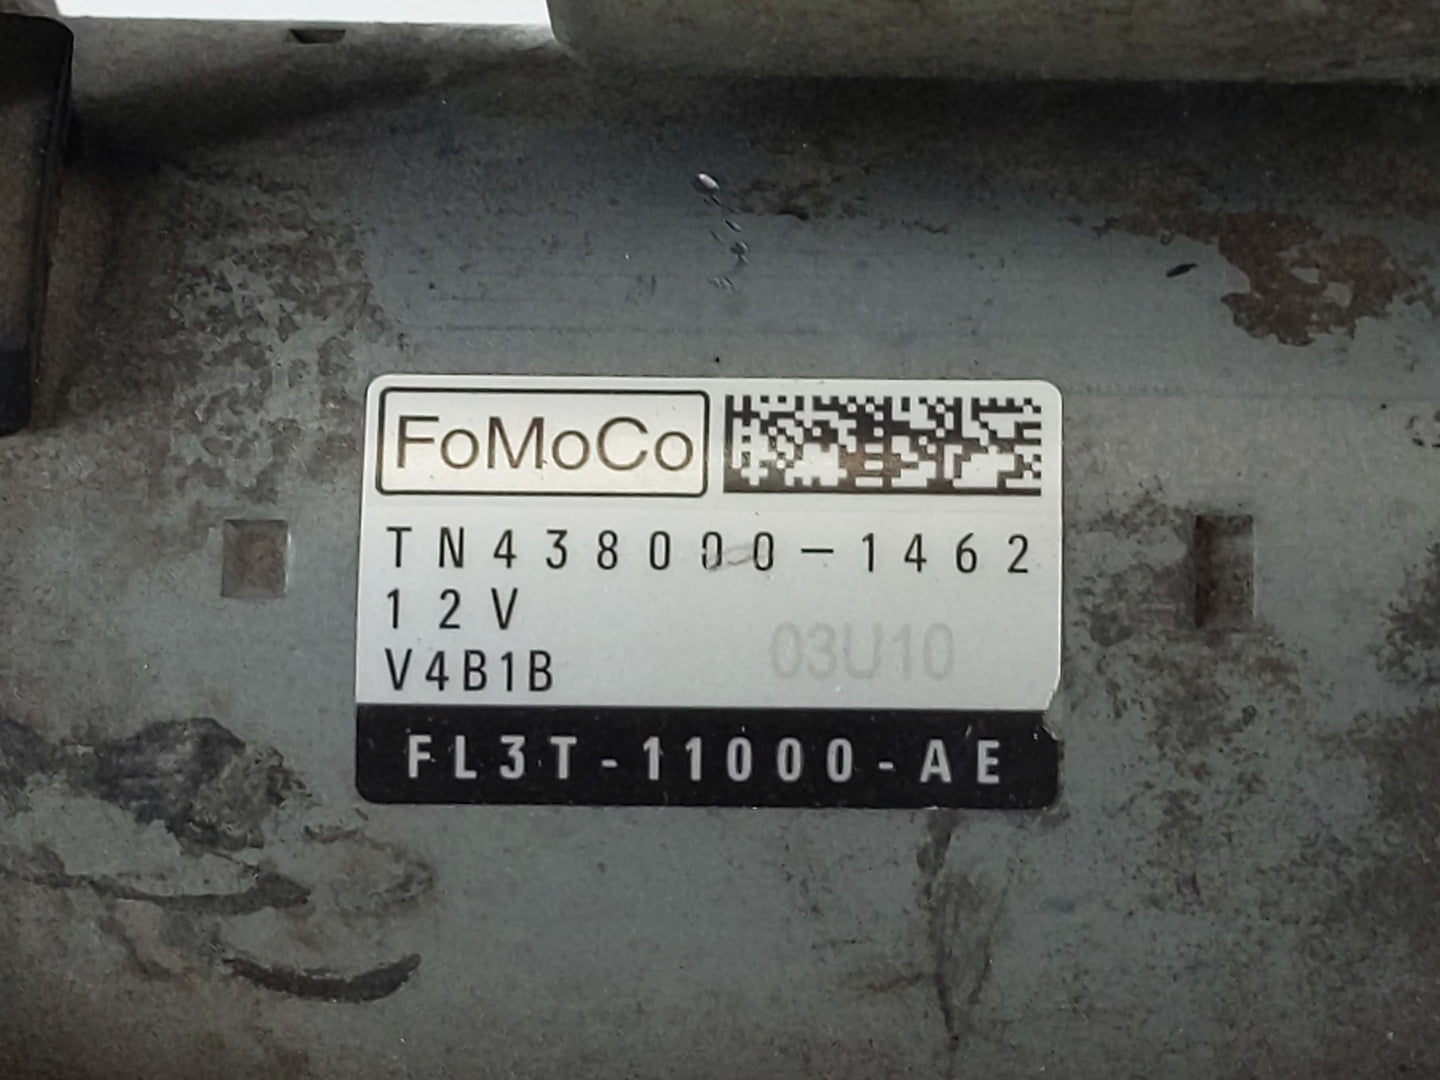 FoMoCo
TN438000-1462
12V
03U10
V4B1B
FL3T-11000-AE